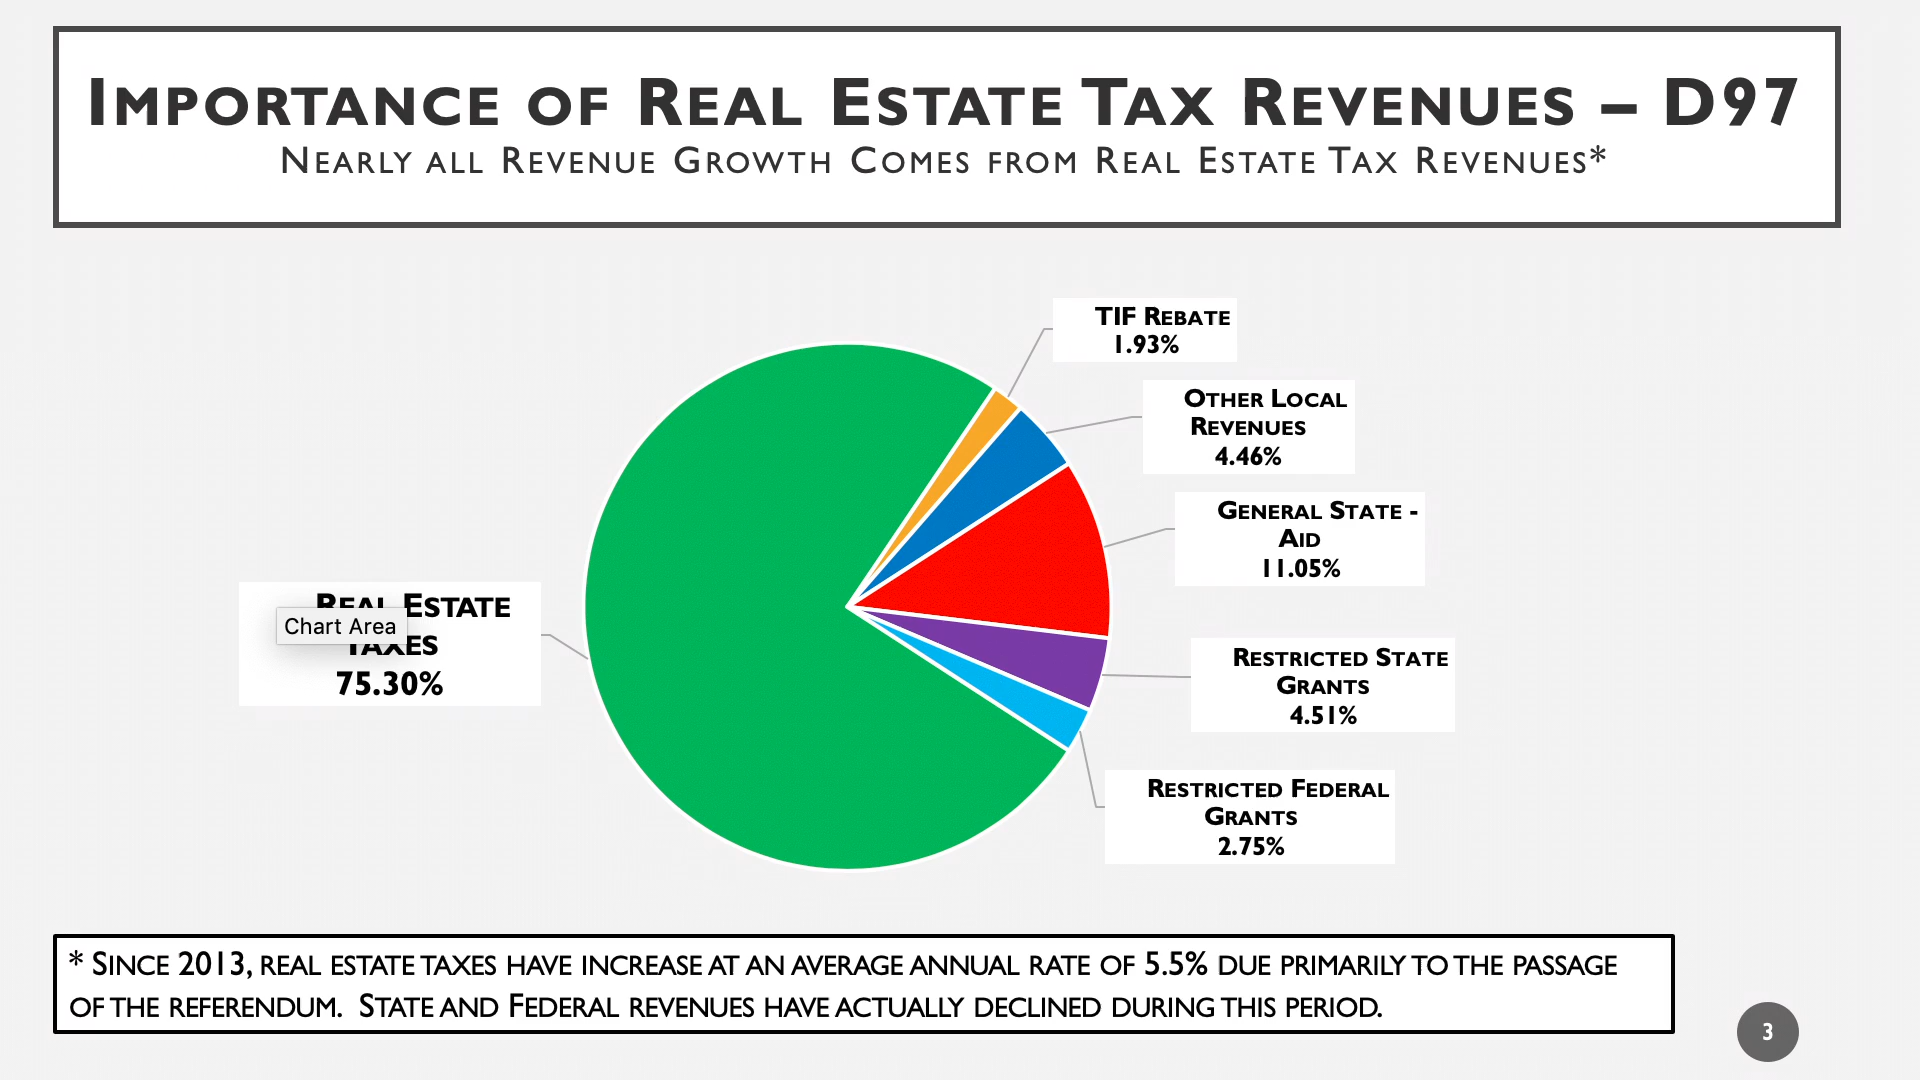 Importance of Real Estate Tax Revenues – D97
Nearly all Revenue Growth Comes from Real Estate Tax Revenues*
TIF Rebate
1.93%
Other Local
Revenues
4.46%
General State -
Aid
11.05%
Real Estate
Taxes
75.30%
Chart Area
Restricted State
Grants
4.51%
Restricted Federal
Grants
2.75%
* Since 2013, real estate taxes have increase at an average annual rate of 5.5% due primarily to the passage
of the referendum. State and Federal revenues have actually declined during this period.
3